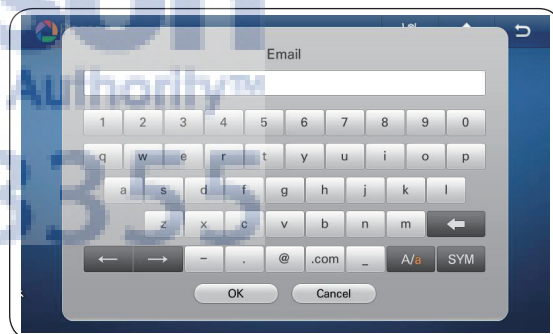 Email
1 2 3 4 5 6 7 8 9 0
q w e r t y u i o p
a s d f g h j k l
z x c v b n m ←
← → – . @ .com _ A/a SYM
OK Cancel